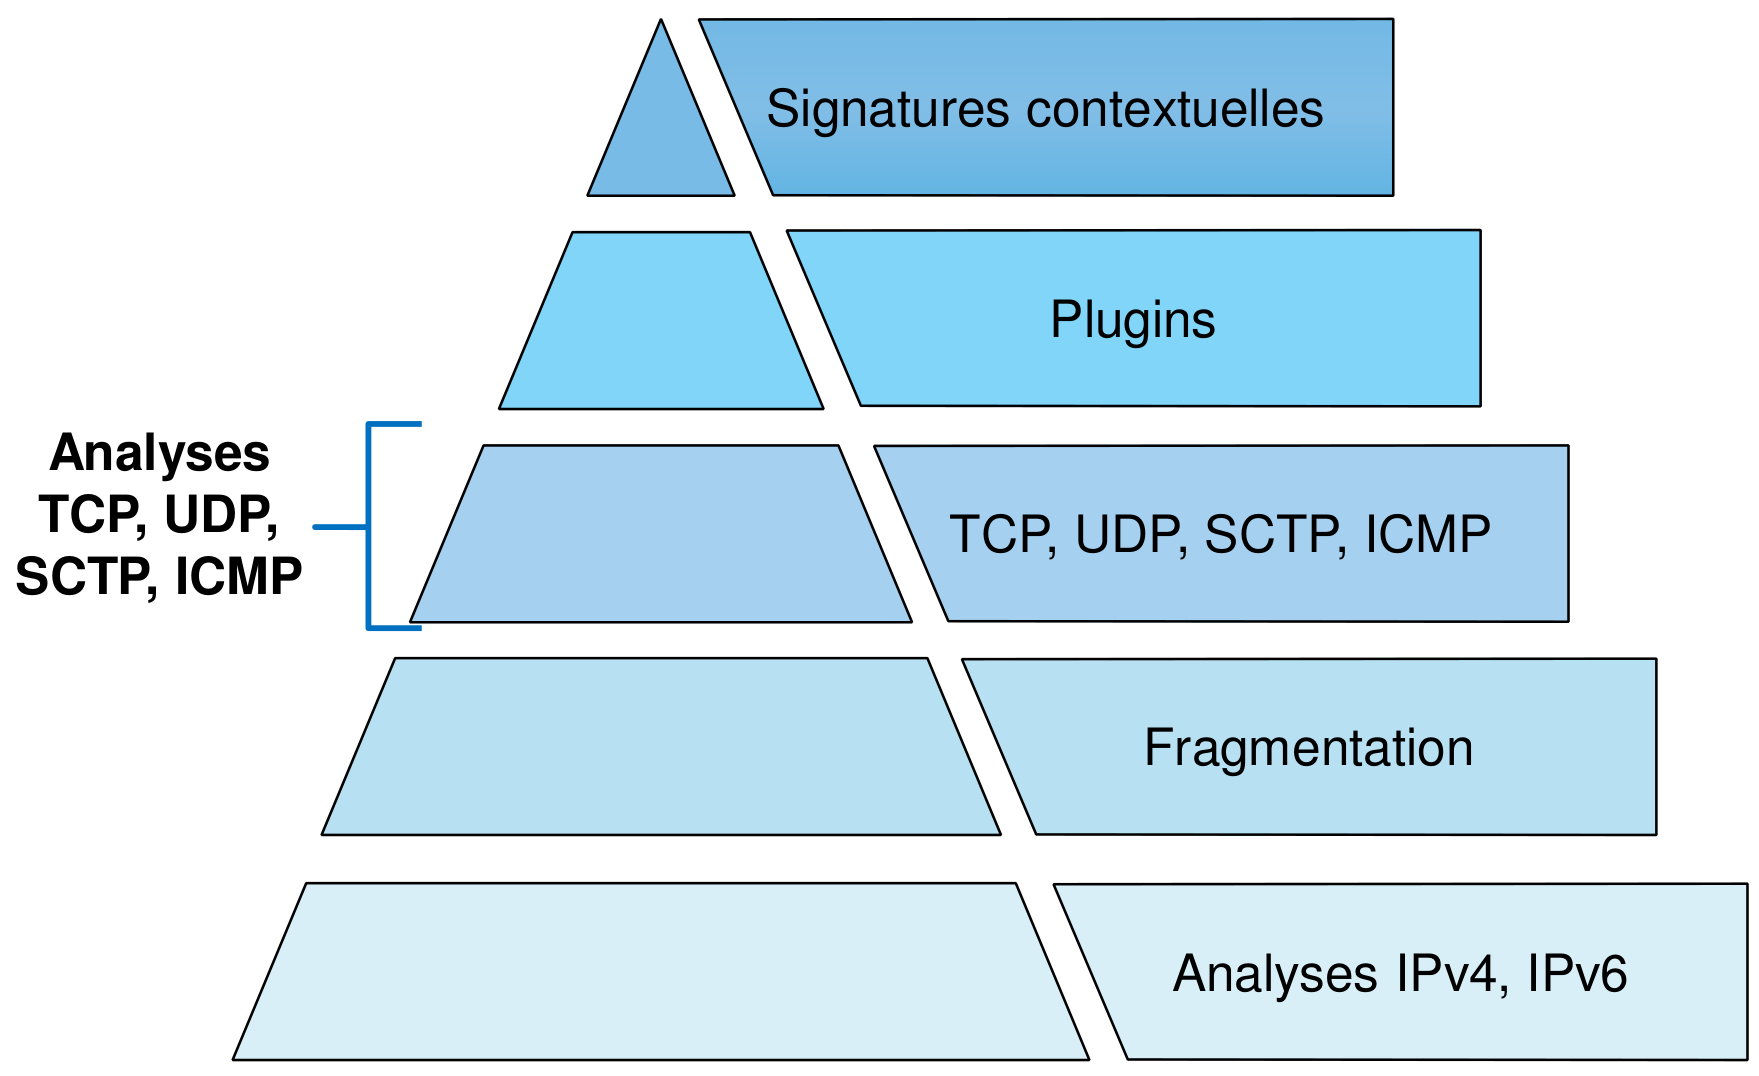 Signatures contextuelles
Plugins
Analyses
TCP, UDP,
SCTP, ICMP
TCP, UDP, SCTP, ICMP
Fragmentation
Analyses IPv4, IPv6